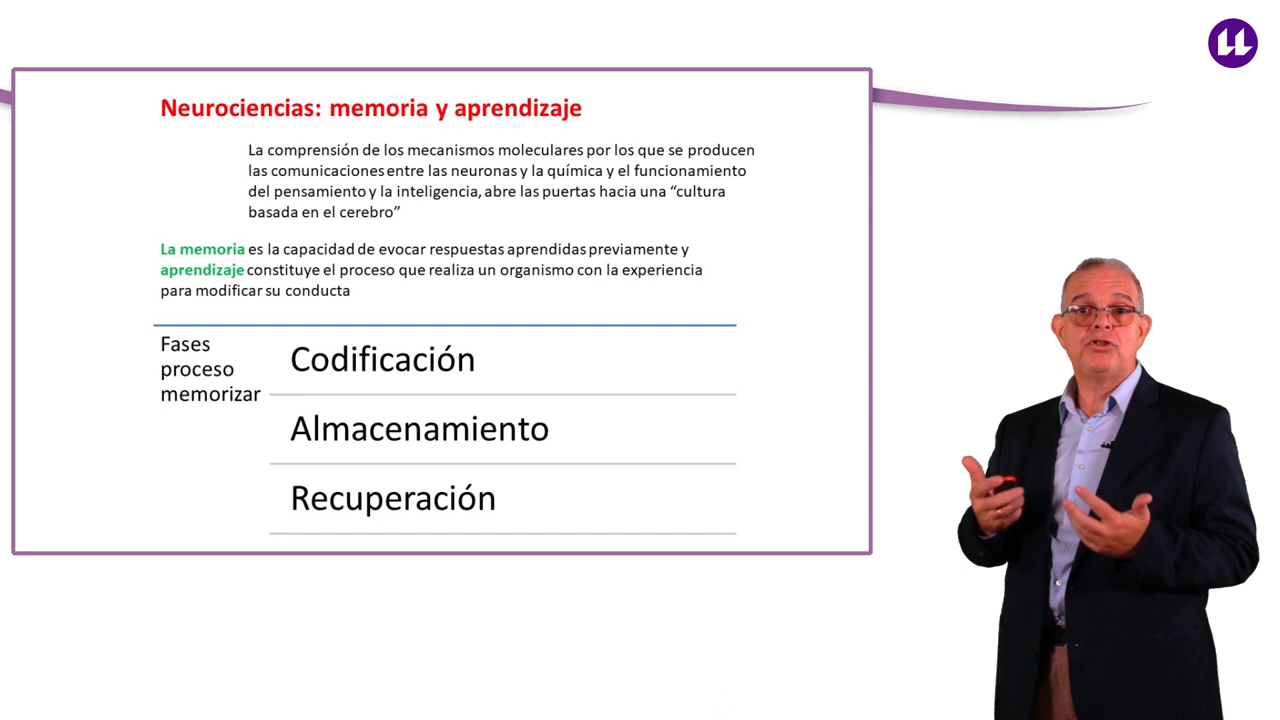 Neurociencias: memoria y aprendizaje
La comprensión de los mecanismos moleculares por los que se producen
las comunicaciones entre las neuronas y la química y el funcionamiento
del pensamiento y la inteligencia, abre las puertas hacia una “cultura
basada en el cerebro”
La memoria es la capacidad de evocar respuestas aprendidas previamente y
aprendizaje constituye el proceso que realiza un organismo con la experiencia
para modificar su conducta
Fases
proceso
memorizar
Codificación
Almacenamiento
Recuperación